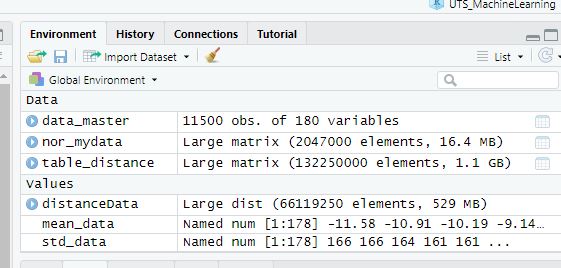 UTS_MachineLearning
Environment History Connections Tutorial
Import Dataset List
Global Environment
Data
data_master 11500 obs. of 180 variables
nor_mydata Large matrix (2047000 elements, 16.4 MB)
table_distance Large matrix (132250000 elements, 1.1 GB)
Values
distanceData Large dist (66119250 elements, 529 MB)
mean_data Named num [1:178] -11.58 -10.91 -10.19 -9.14…
std_data Named num [1:178] 166 166 164 161 161 ...